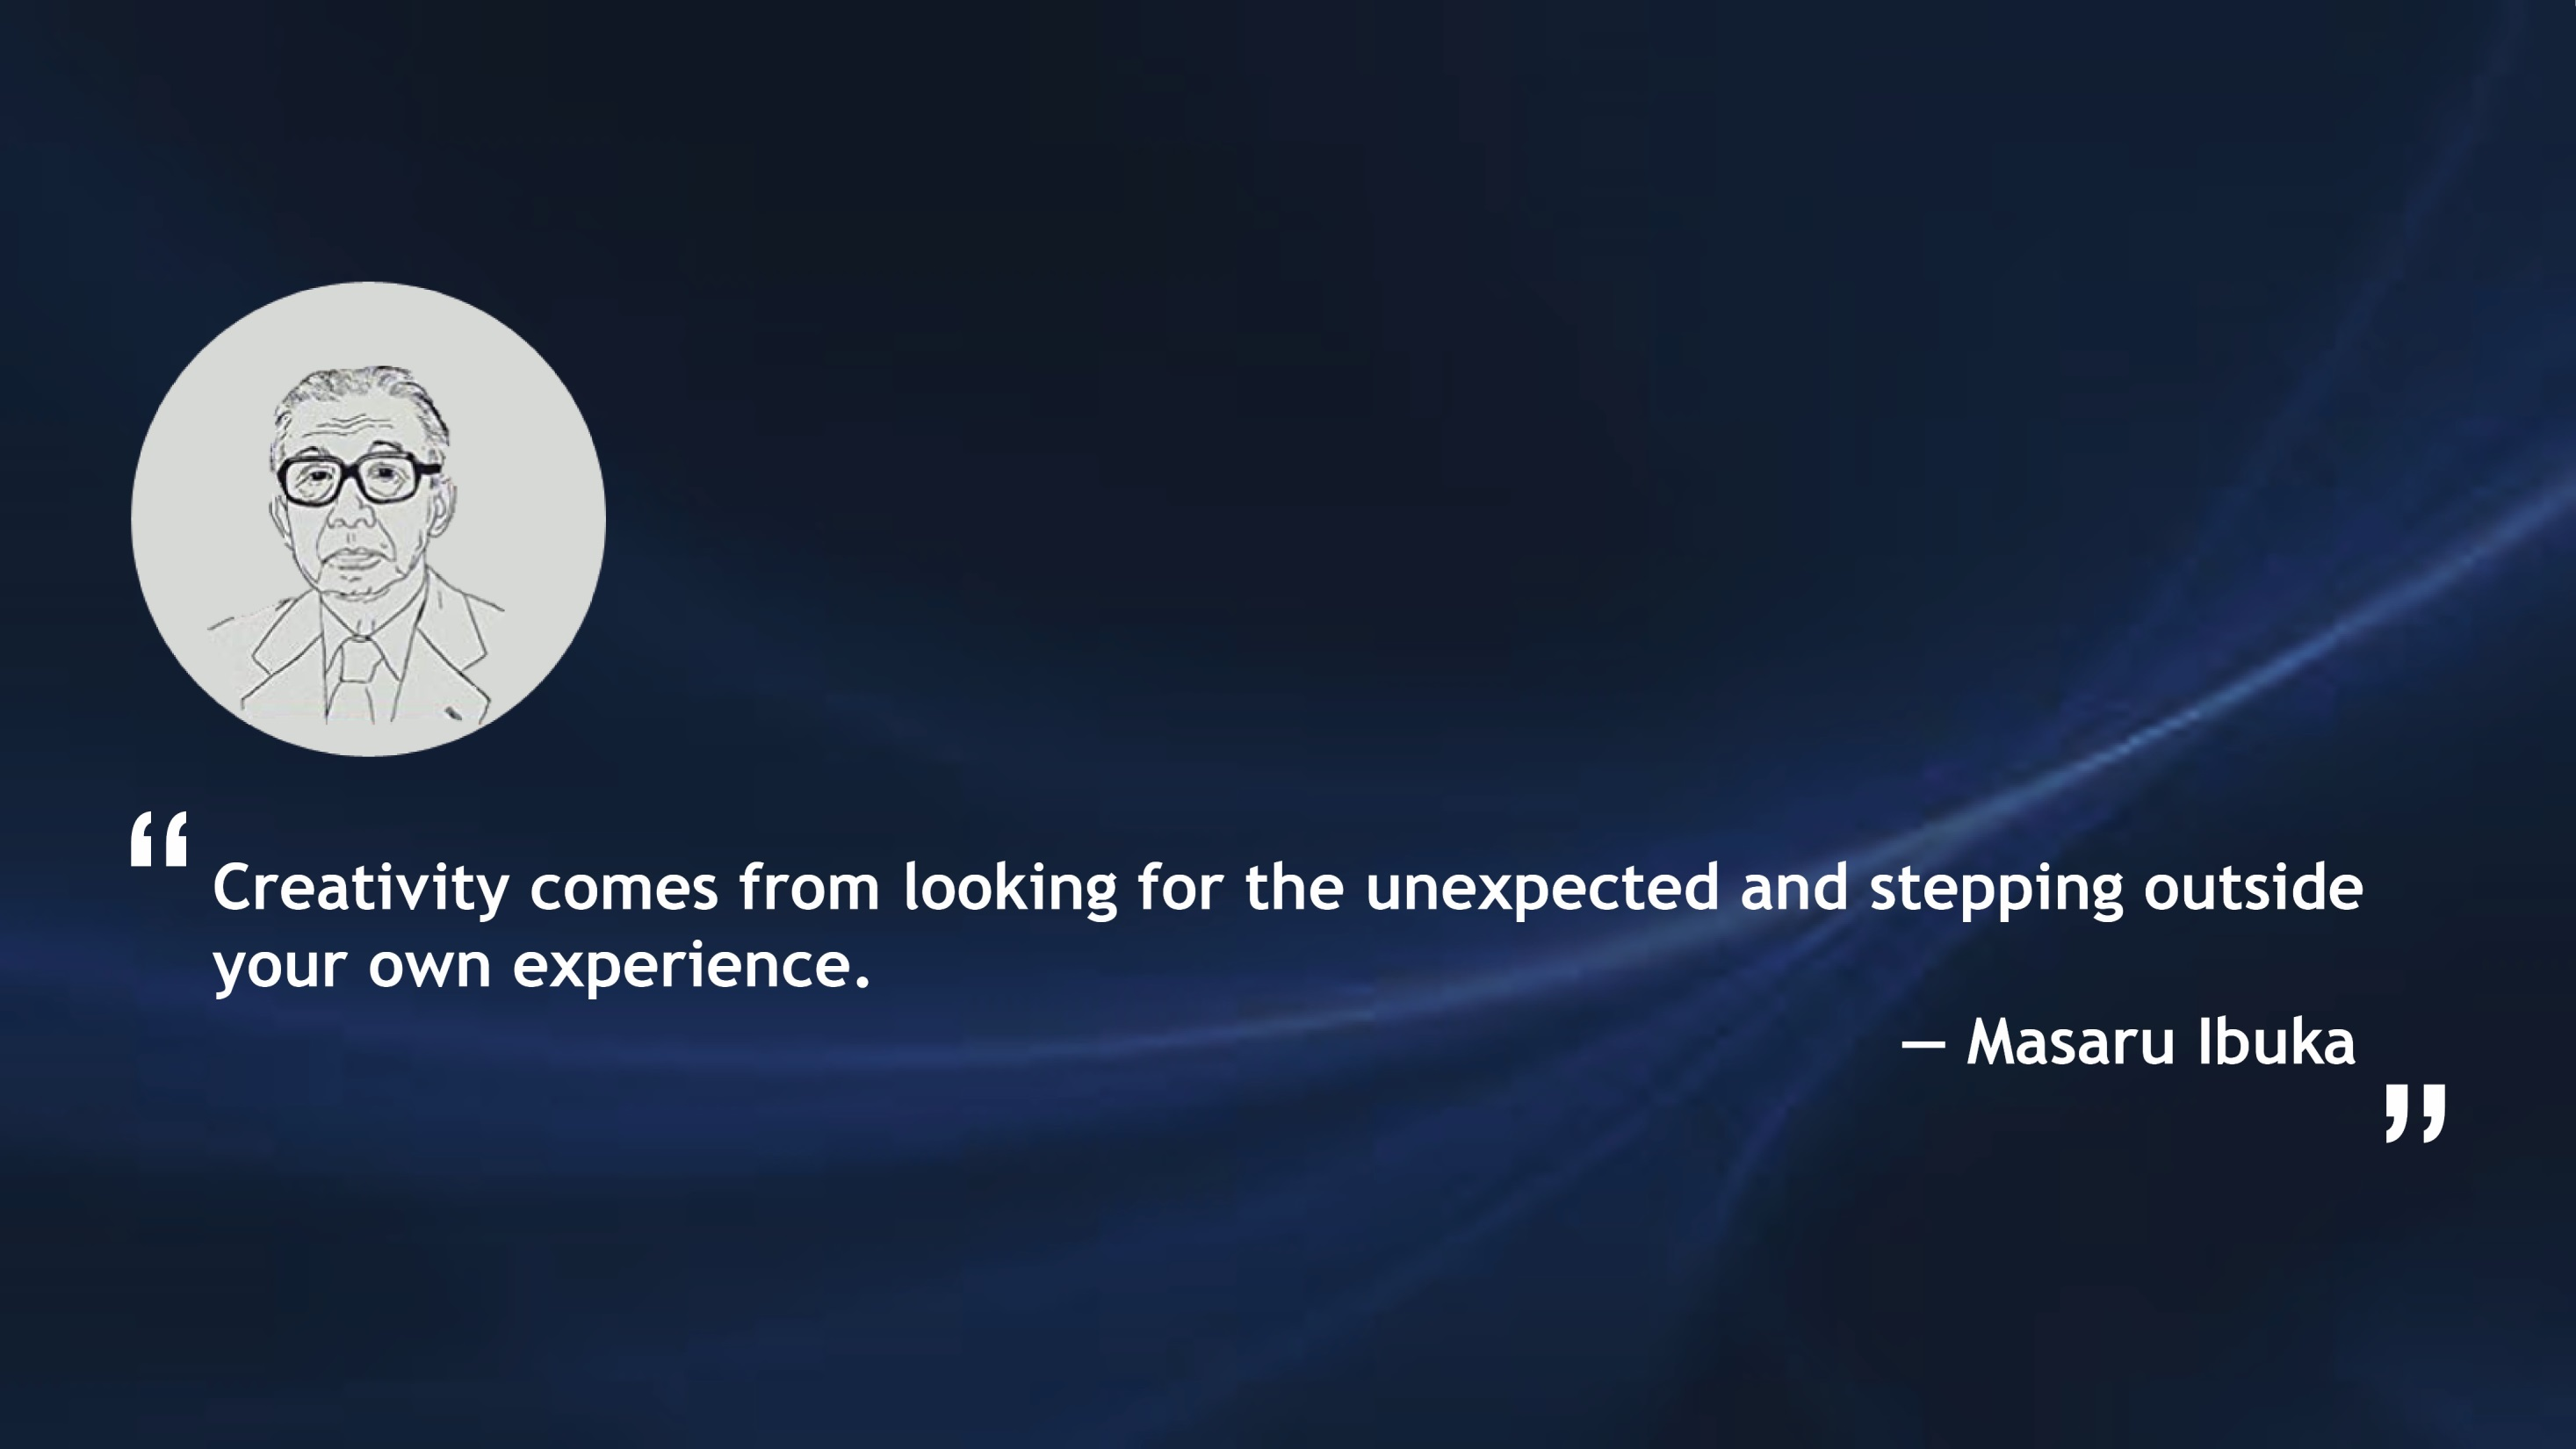 “ Creativity comes from looking for the unexpected and stepping outside
your own experience.
— Masaru Ibuka ”